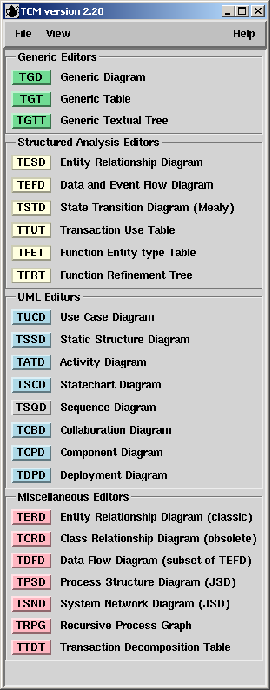 TCM version 2.20
File View Help
Generic Editors
TGD Generic Diagram
TGT Generic Table
TGTT Generic Textual Tree
Structured Analysis Editors
TESD Entity Relationship Diagram
TEFD Data and Event Flow Diagram
TSTD State Transition Diagram (Mealy)
TTUT Transaction Use Table
TFET Function Entity type Table
TFRT Function Refinement Tree
UML Editors
TUCD Use Case Diagram
TSSD Static Structure Diagram
TATD Activity Diagram
TSCD Statechart Diagram
TSQD Sequence Diagram
TCBD Collaboration Diagram
TCPD Component Diagram
TDPD Deployment Diagram
Miscellaneous Editors
TERD Entity Relationship Diagram (classic)
TCRD Class Relationship Diagram (obsolete)
TDFD Data Flow Diagram (subset of TEFD)
TPSD Process Structure Diagram (JSD)
TSND System Network Diagram (JSD)
TRPG Recursive Process Graph
TTDT Transaction Decomposition Table